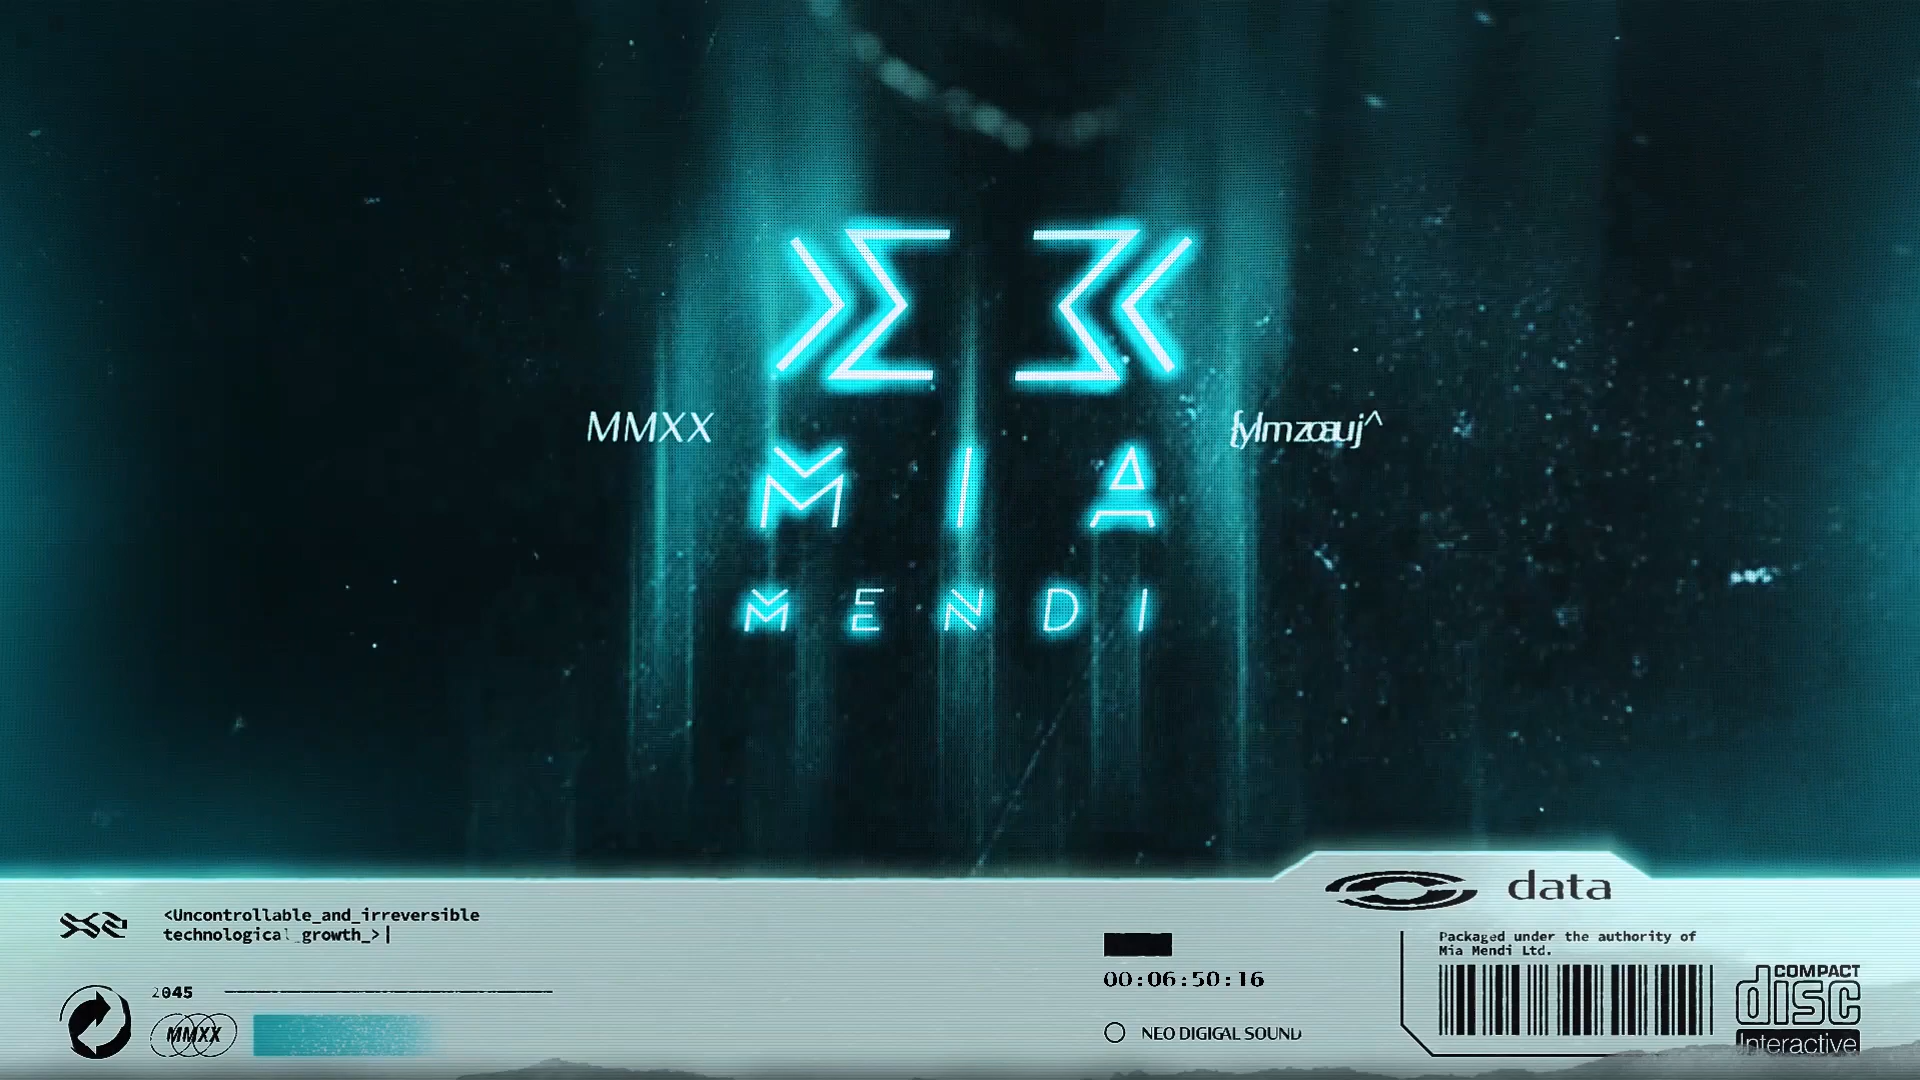 MMXX
{ylmzoauj^
MIA
MENDI
data
<Uncontrollable_and_irreversible
technological_growth_>|
Packaged under the authority of
Mia Mendi Ltd.
00:06:50:16
2045
MMXX
NEO DIGIGAL SOUND
COMPACT
disc
Interactive